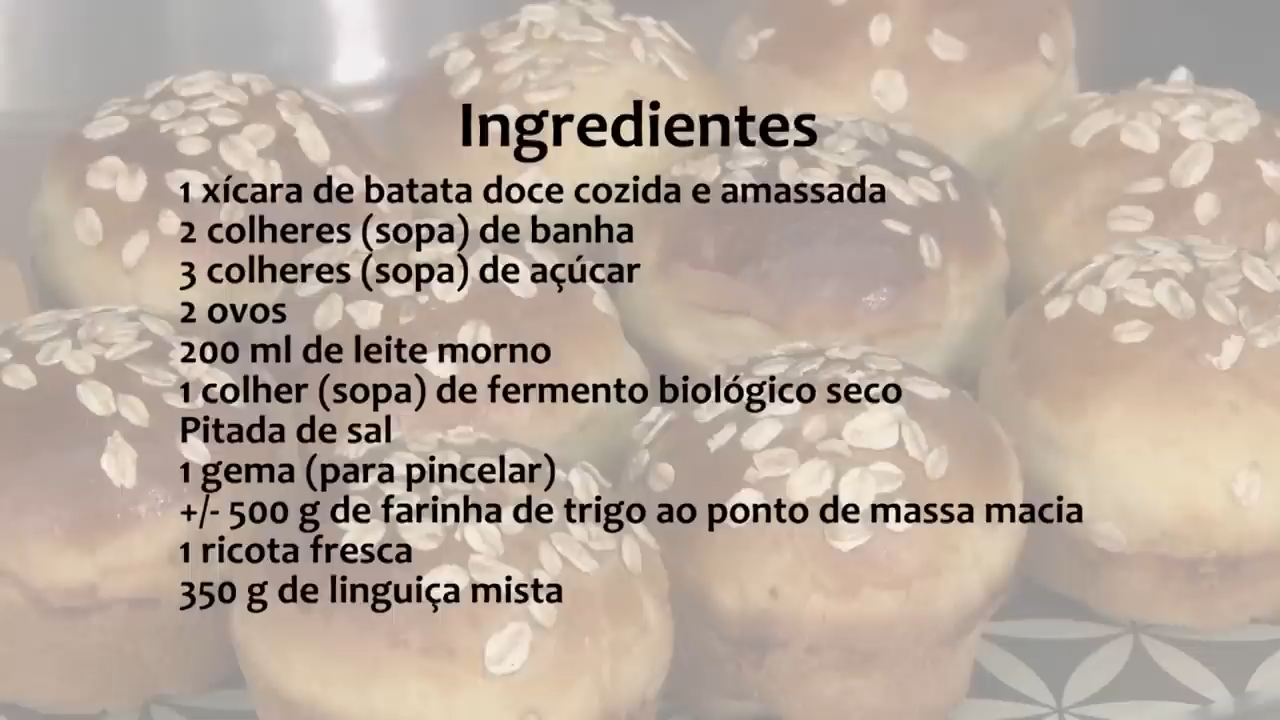 Ingredientes
1 xícara de batata doce cozida e amassada
2 colheres (sopa) de banha
3 colheres (sopa) de açúcar
2 ovos
200 ml de leite morno
1 colher (sopa) de fermento biológico seco
Pitada de sal
1 gema (para pincelar)
+/- 500 g de farinha de trigo ao ponto de massa macia
1 ricota fresca
350 g de linguiça mista